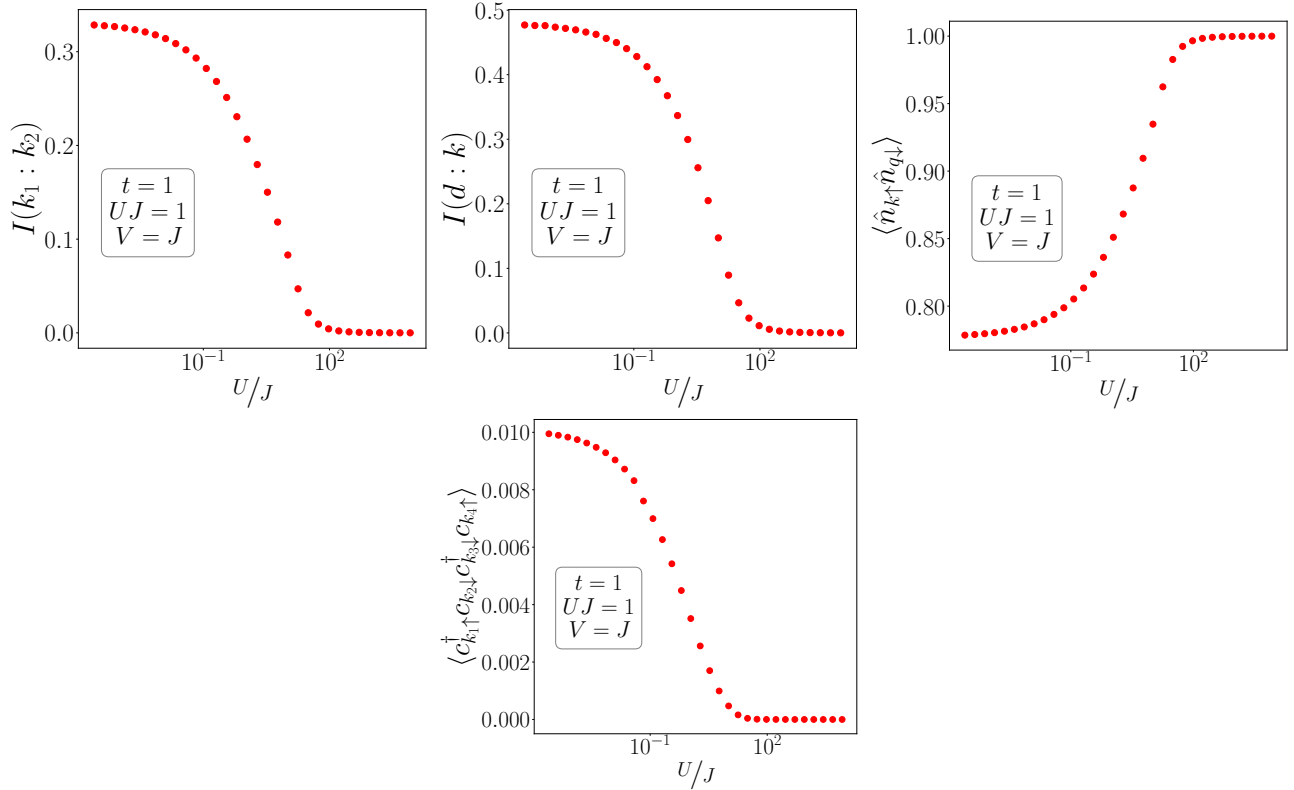 I(k₁ : k₂)
0.3
0.2
0.1
0.0
t = 1
UJ = 1
V = J
10⁻¹ 10²
U/J
I(d : k)
0.5
0.4
0.3
0.2
0.1
0.0
t = 1
UJ = 1
V = J
10⁻¹ 10²
U/J
⟨n̂ₖ↑n̂_q↓⟩
1.00
0.95
0.90
0.85
0.80
t = 1
UJ = 1
V = J
10⁻¹ 10²
U/J
⟨c†ₖ₁↑cₖ₂↓c†ₖ₃↓cₖ₄↑⟩
0.010
0.008
0.006
0.004
0.002
0.000
t = 1
UJ = 1
V = J
10⁻¹ 10²
U/J